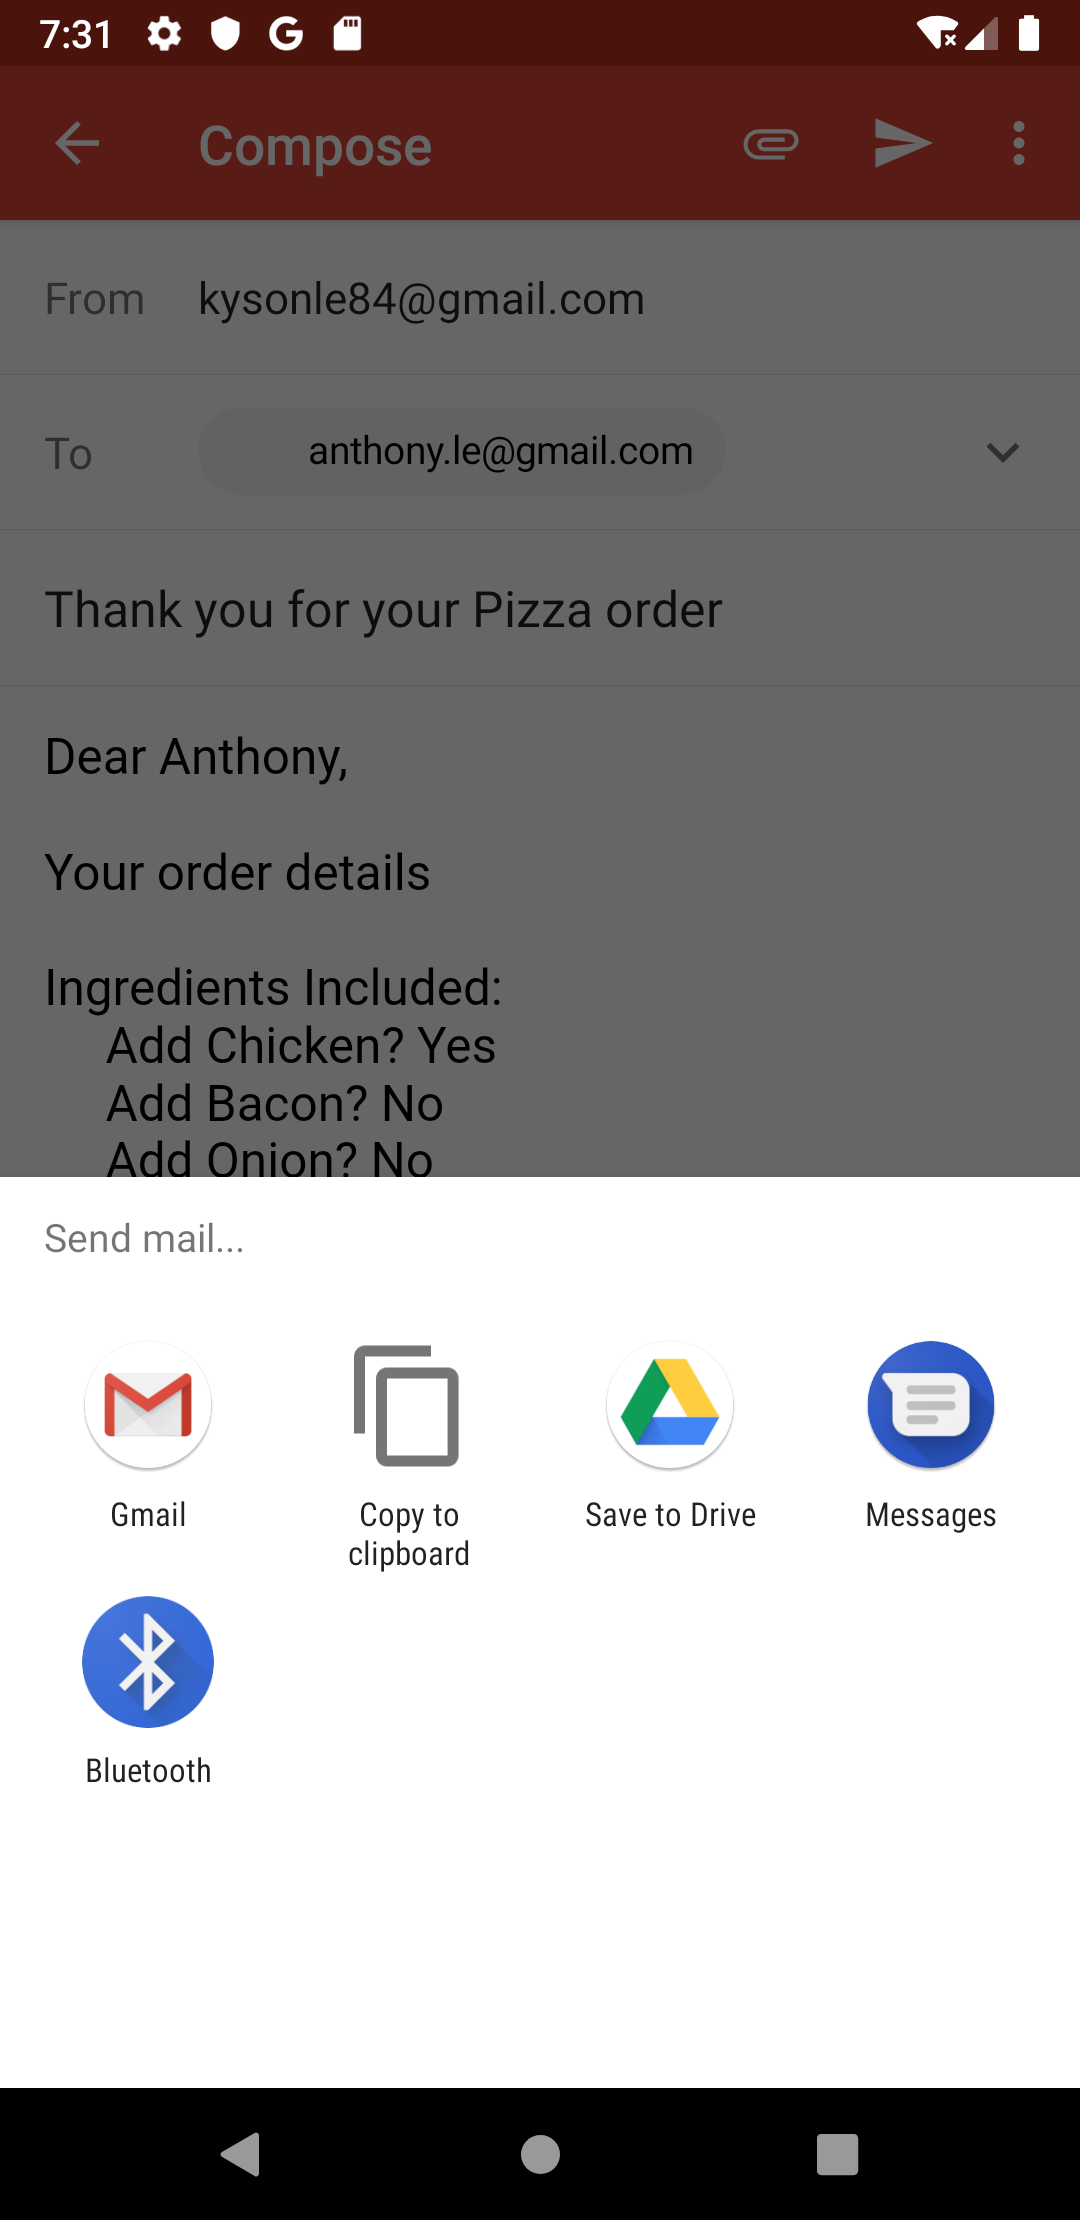 7:31
Compose
From kysonle84@gmail.com
To anthony.le@gmail.com
Thank you for your Pizza order
Dear Anthony,
Your order details
Ingredients Included:
Add Chicken? Yes
Add Bacon? No
Add Onion? No
Send mail...
Gmail
Copy to
clipboard
Save to Drive
Messages
Bluetooth